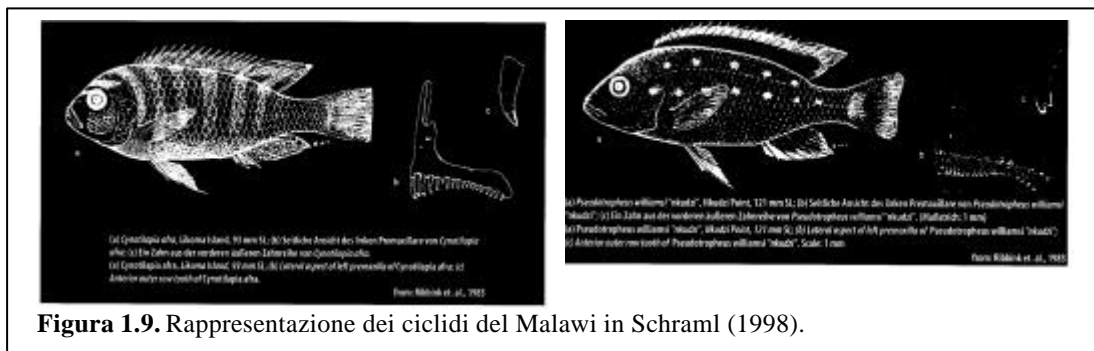 a
b
c
(a) Cynotilapia afra, Likoma Island, 93 mm SL; (b) Seitliche Ansicht des linken Premaxillare von Cynotilapia
afra; (c) Ein Zahn aus der vorderen äußeren Zahnreihe von Cynotilapia afra.
(a) Cynotilapia afra, Likoma Island, 93 mm SL; (b) Lateral aspect of left premaxilla of Cynotilapia afra; (c)
Anterior outer row tooth of Cynotilapia afra.
from: Ribbink et. al., 1983
a
b
c
(a) Pseudotropheus williamsi "nkudzi", Nkudzi Point, 121 mm SL; (b) Seitliche Ansicht des linken Premaxillare von Pseudotropheus williamsi
"nkudzi"; (c) Ein Zahn aus der vorderen äußeren Zahnreihe von Pseudotropheus williamsi "nkudzi". (Maßstrich: 1 mm)
(a) Pseudotropheus williamsi "nkudzi", Nkudzi Point, 121 mm SL; (b) Lateral aspect of left premaxilla of Pseudotropheus williamsi "nkudzi";
(c) Anterior outer row tooth of Pseudotropheus williamsi "nkudzi", Scale: 1 mm
from: Ribbink et. al., 1983
Figura 1.9. Rappresentazione dei ciclidi del Malawi in Schraml (1998).